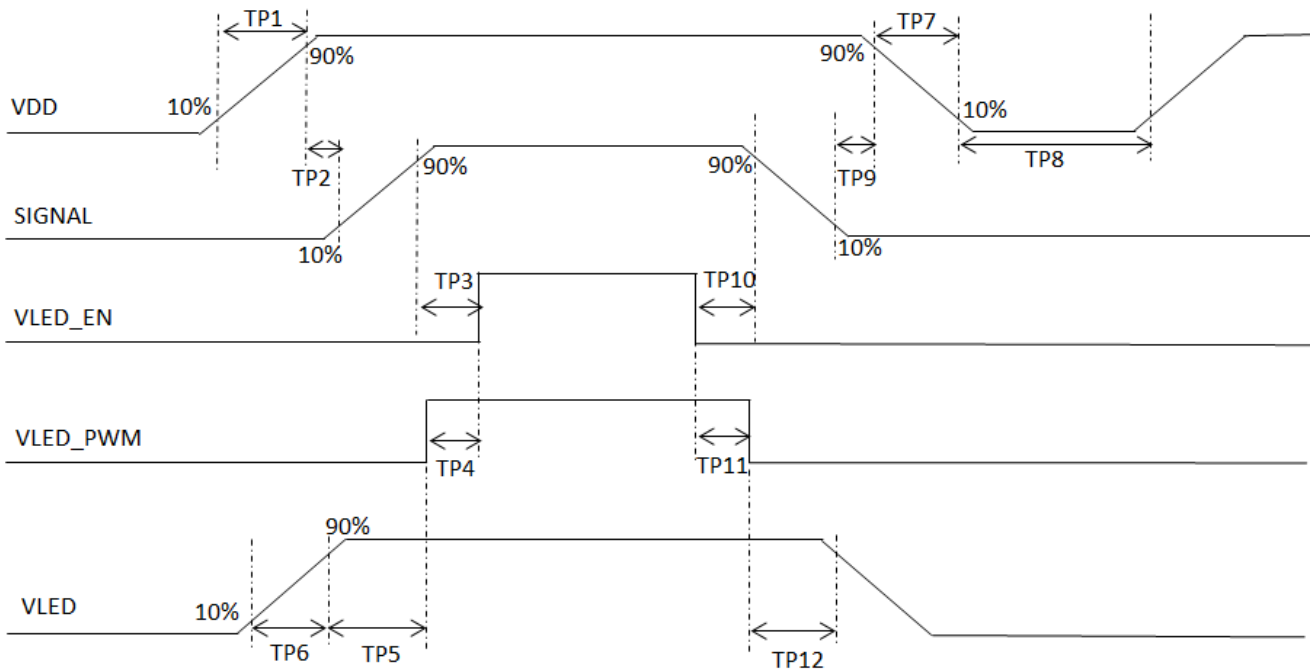 TP1
TP7
90%
90%
VDD
10%
10%
TP2
90%
90%
TP9
TP8
SIGNAL
10%
10%
TP3
TP10
VLED_EN
VLED_PWM
TP4
TP11
90%
VLED
10%
TP6
TP5
TP12